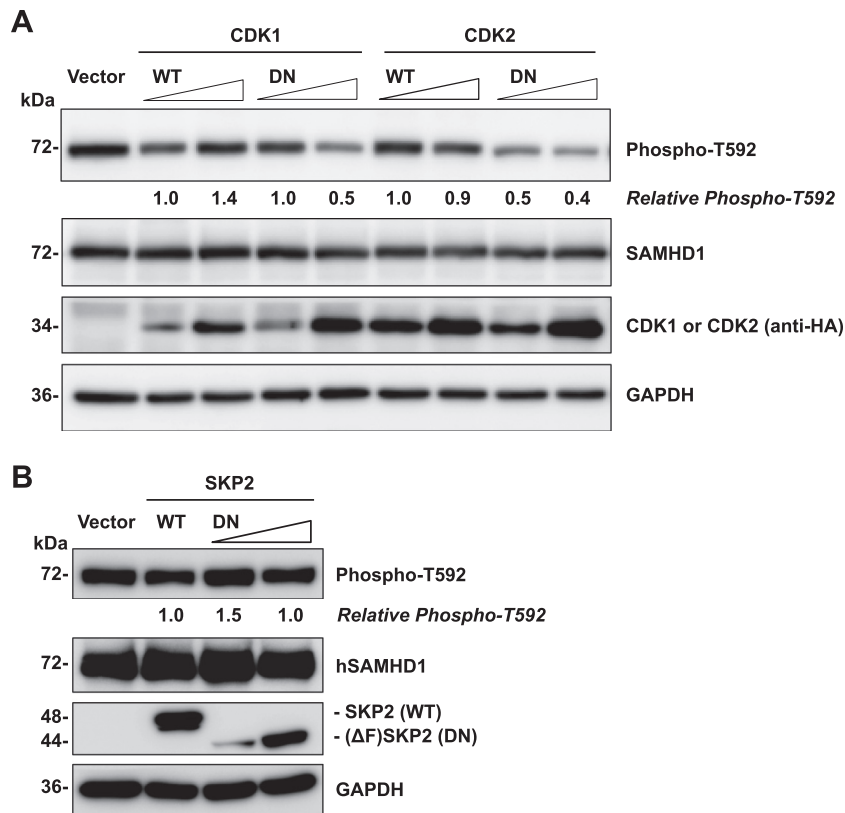 A
CDK1 CDK2
Vector WT DN WT DN
kDa
72- Phospho-T592
1.0 1.4 1.0 0.5 1.0 0.9 0.5 0.4 Relative Phospho-T592
72- SAMHD1
34- CDK1 or CDK2 (anti-HA)
36- GAPDH
B
SKP2
Vector WT DN
kDa
72- Phospho-T592
1.0 1.5 1.0 Relative Phospho-T592
72- hSAMHD1
48- - SKP2 (WT)
44- - (ΔF)SKP2 (DN)
36- GAPDH